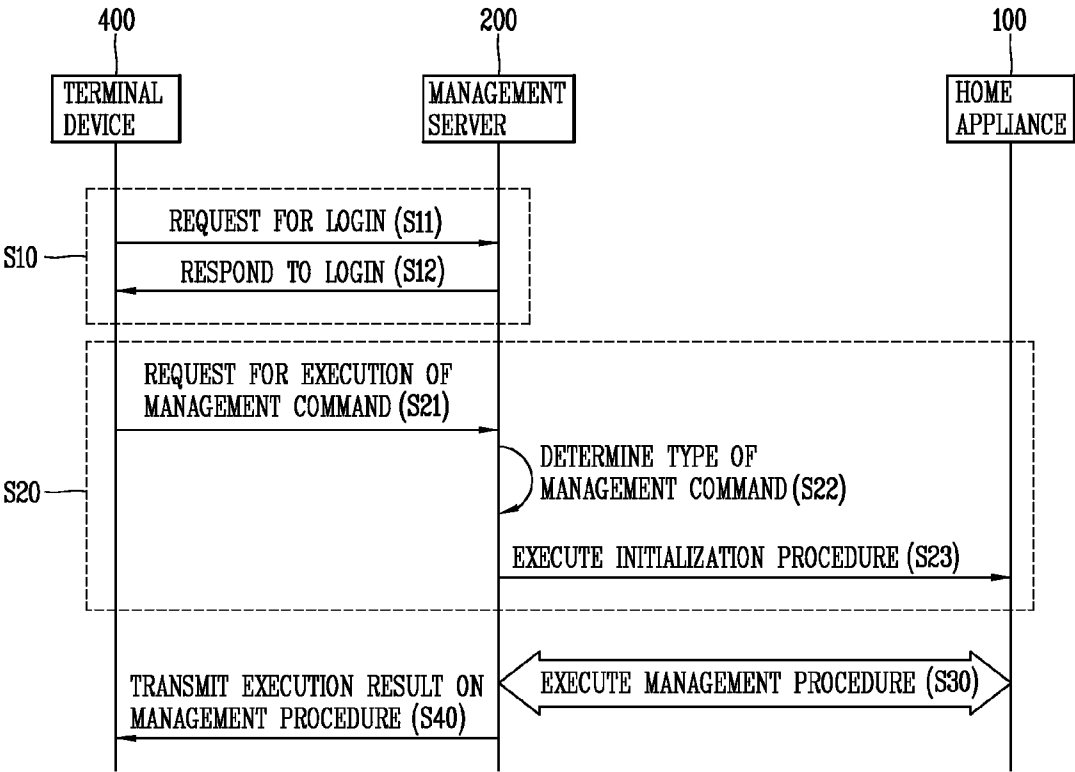 400
200
100
TERMINAL
DEVICE
MANAGEMENT
SERVER
HOME
APPLIANCE
S10
REQUEST FOR LOGIN (S11)
RESPOND TO LOGIN (S12)
S20
REQUEST FOR EXECUTION OF
MANAGEMENT COMMAND (S21)
DETERMINE TYPE OF
MANAGEMENT COMMAND (S22)
EXECUTE INITIALIZATION PROCEDURE (S23)
EXECUTE MANAGEMENT PROCEDURE (S30)
TRANSMIT EXECUTION RESULT ON
MANAGEMENT PROCEDURE (S40)